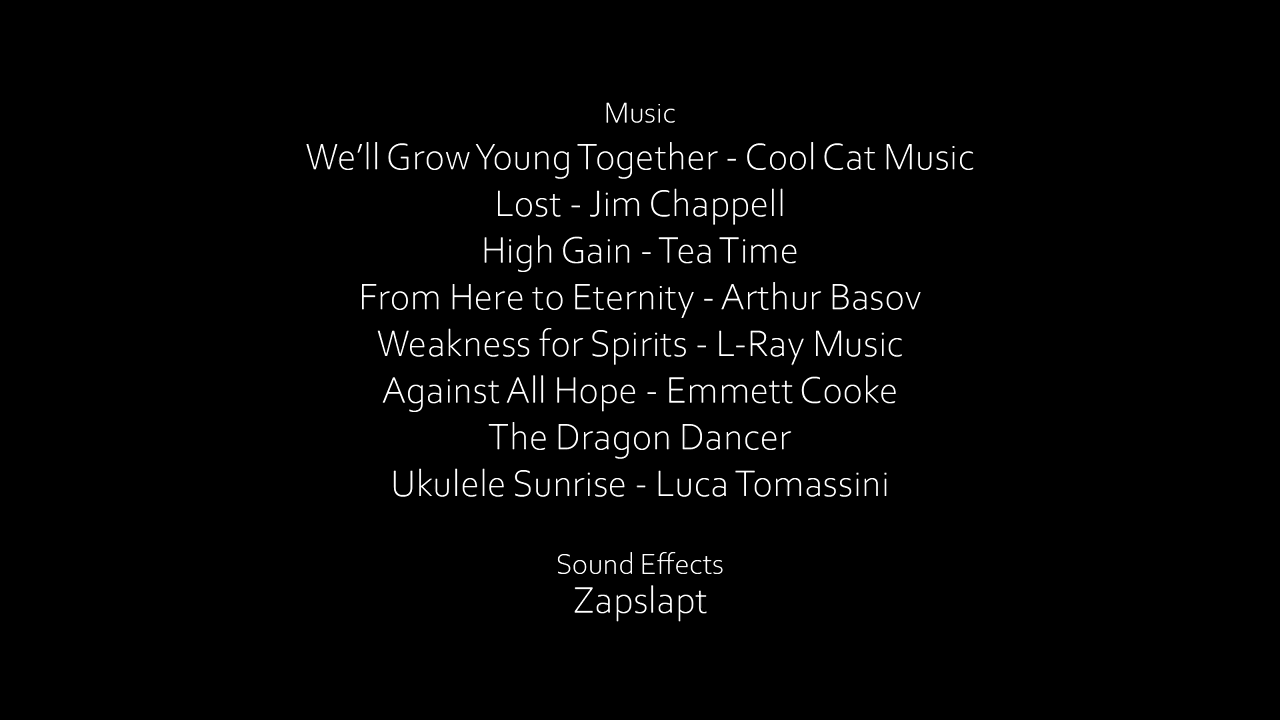 Music
We’ll Grow Young Together - Cool Cat Music
Lost - Jim Chappell
High Gain - Tea Time
From Here to Eternity - Arthur Basov
Weakness for Spirits - L-Ray Music
Against All Hope - Emmett Cooke
The Dragon Dancer
Ukulele Sunrise - Luca Tomassini
Sound Effects
Zapslapt